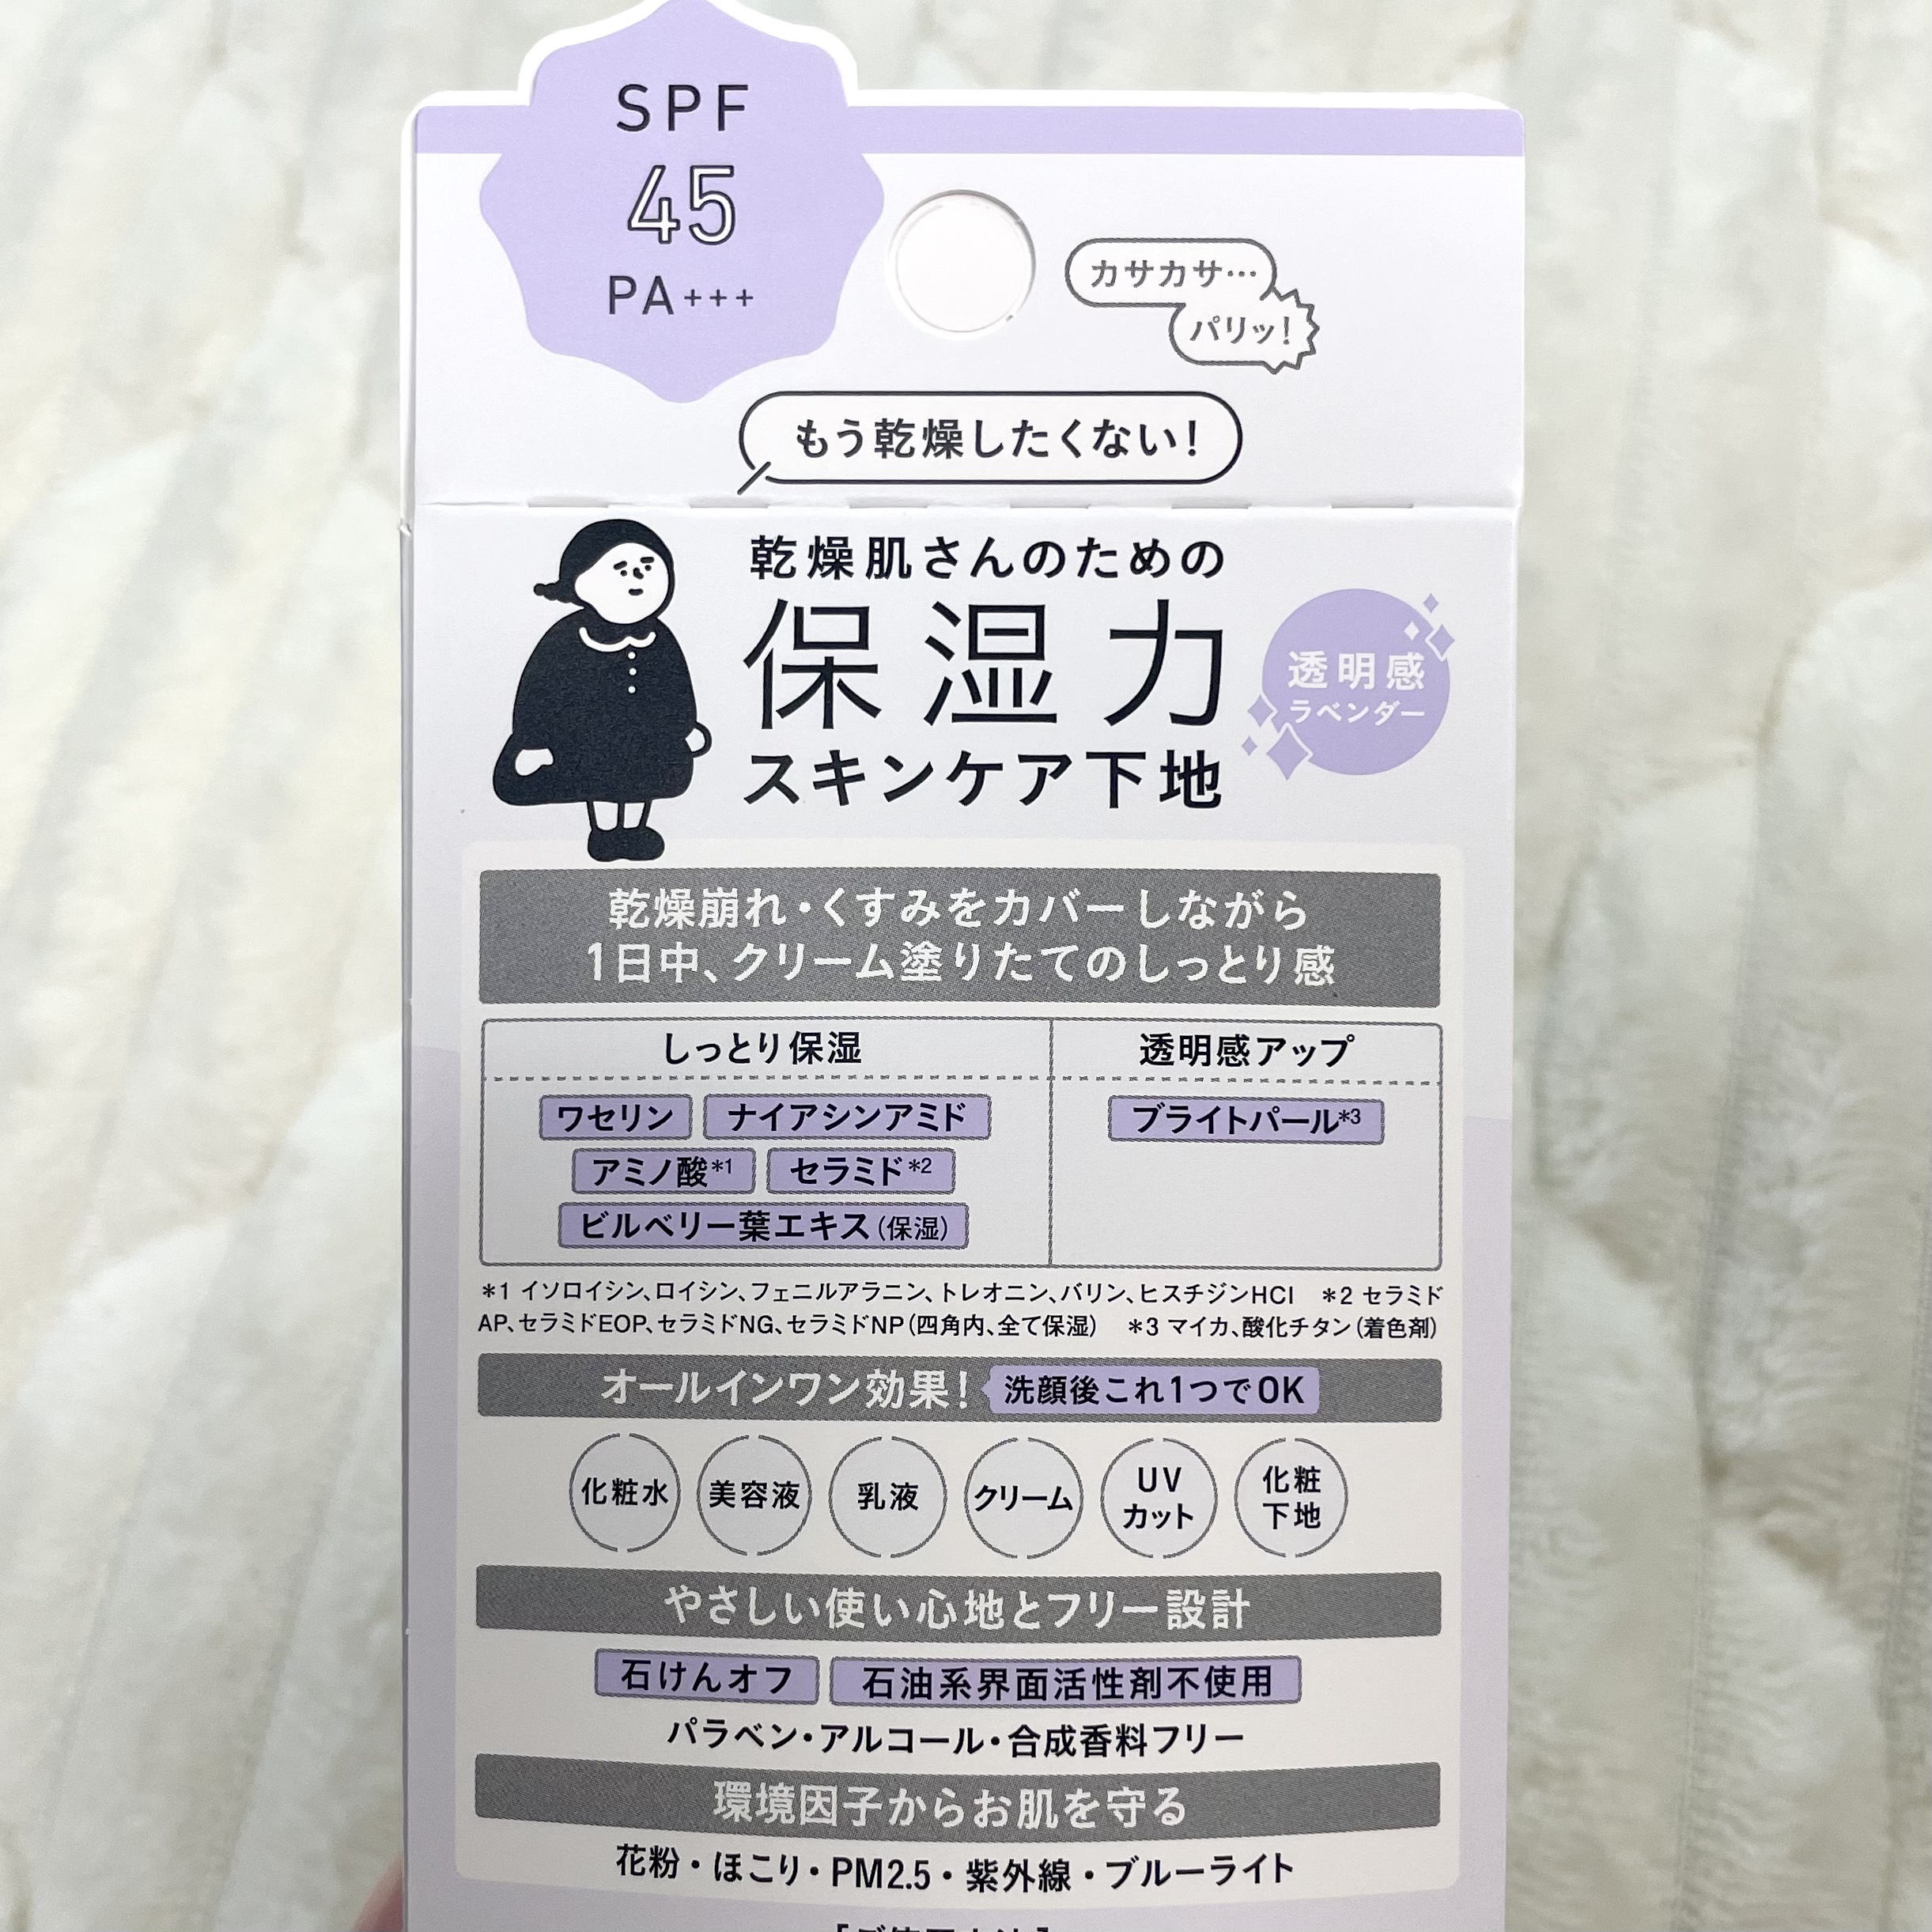 SPF
45
PA+++
カサカサ…
パリッ!
もう乾燥したくない!
乾燥肌さんのための
保湿力
スキンケア下地
透明感
ラベンダー
乾燥崩れ・くすみをカバーしながら
1日中、クリーム塗りたてのしっとり感
しっとり保湿
ワセリン ナイアシンアミド
アミノ酸*1 セラミド*2
ビルベリー葉エキス(保湿)
透明感アップ
ブライトパール*3
*1 イソロイシン、ロイシン、フェニルアラニン、トレオニン、バリン、ヒスチジンHCl *2 セラミド
AP、セラミドEOP、セラミドNG、セラミドNP(四角内、全て保湿) *3 マイカ、酸化チタン(着色剤)
オールインワン効果! 洗顔後これ1つでOK
化粧水
美容液
乳液
クリーム
UV
カット
化粧
下地
やさしい使い心地とフリー設計
石けんオフ 石油系界面活性剤不使用
パラベン・アルコール・合成香料フリー
環境因子からお肌を守る
花粉・ほこり・PM2.5・紫外線・ブルーライト